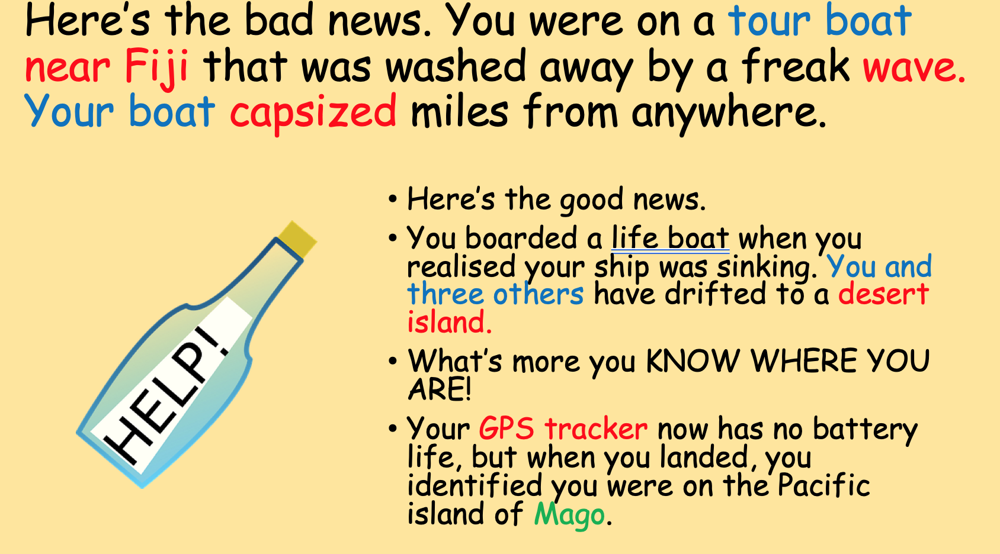 Here’s the bad news. You were on a tour boat
near Fiji that was washed away by a freak wave.
Your boat capsized miles from anywhere.
HELP!
• Here’s the good news.
• You boarded a life boat when you
realised your ship was sinking. You and
three others have drifted to a desert
island.
• What’s more you KNOW WHERE YOU
ARE!
• Your GPS tracker now has no battery
life, but when you landed, you
identified you were on the Pacific
island of Mago.